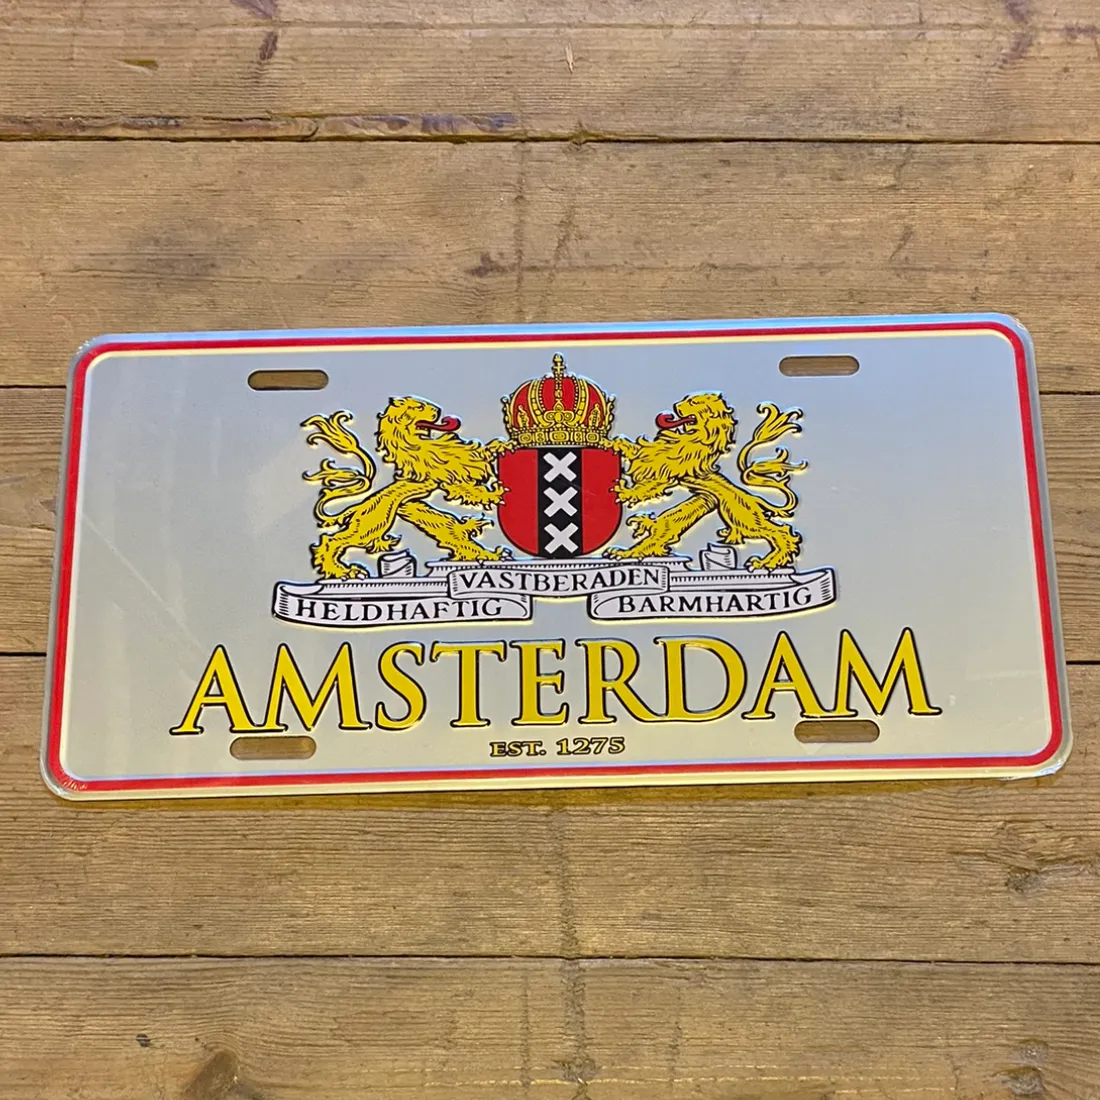 VASTBERADEN
HELDHAFTIG BARMHARTIG
AMSTERDAM
EST. 1275